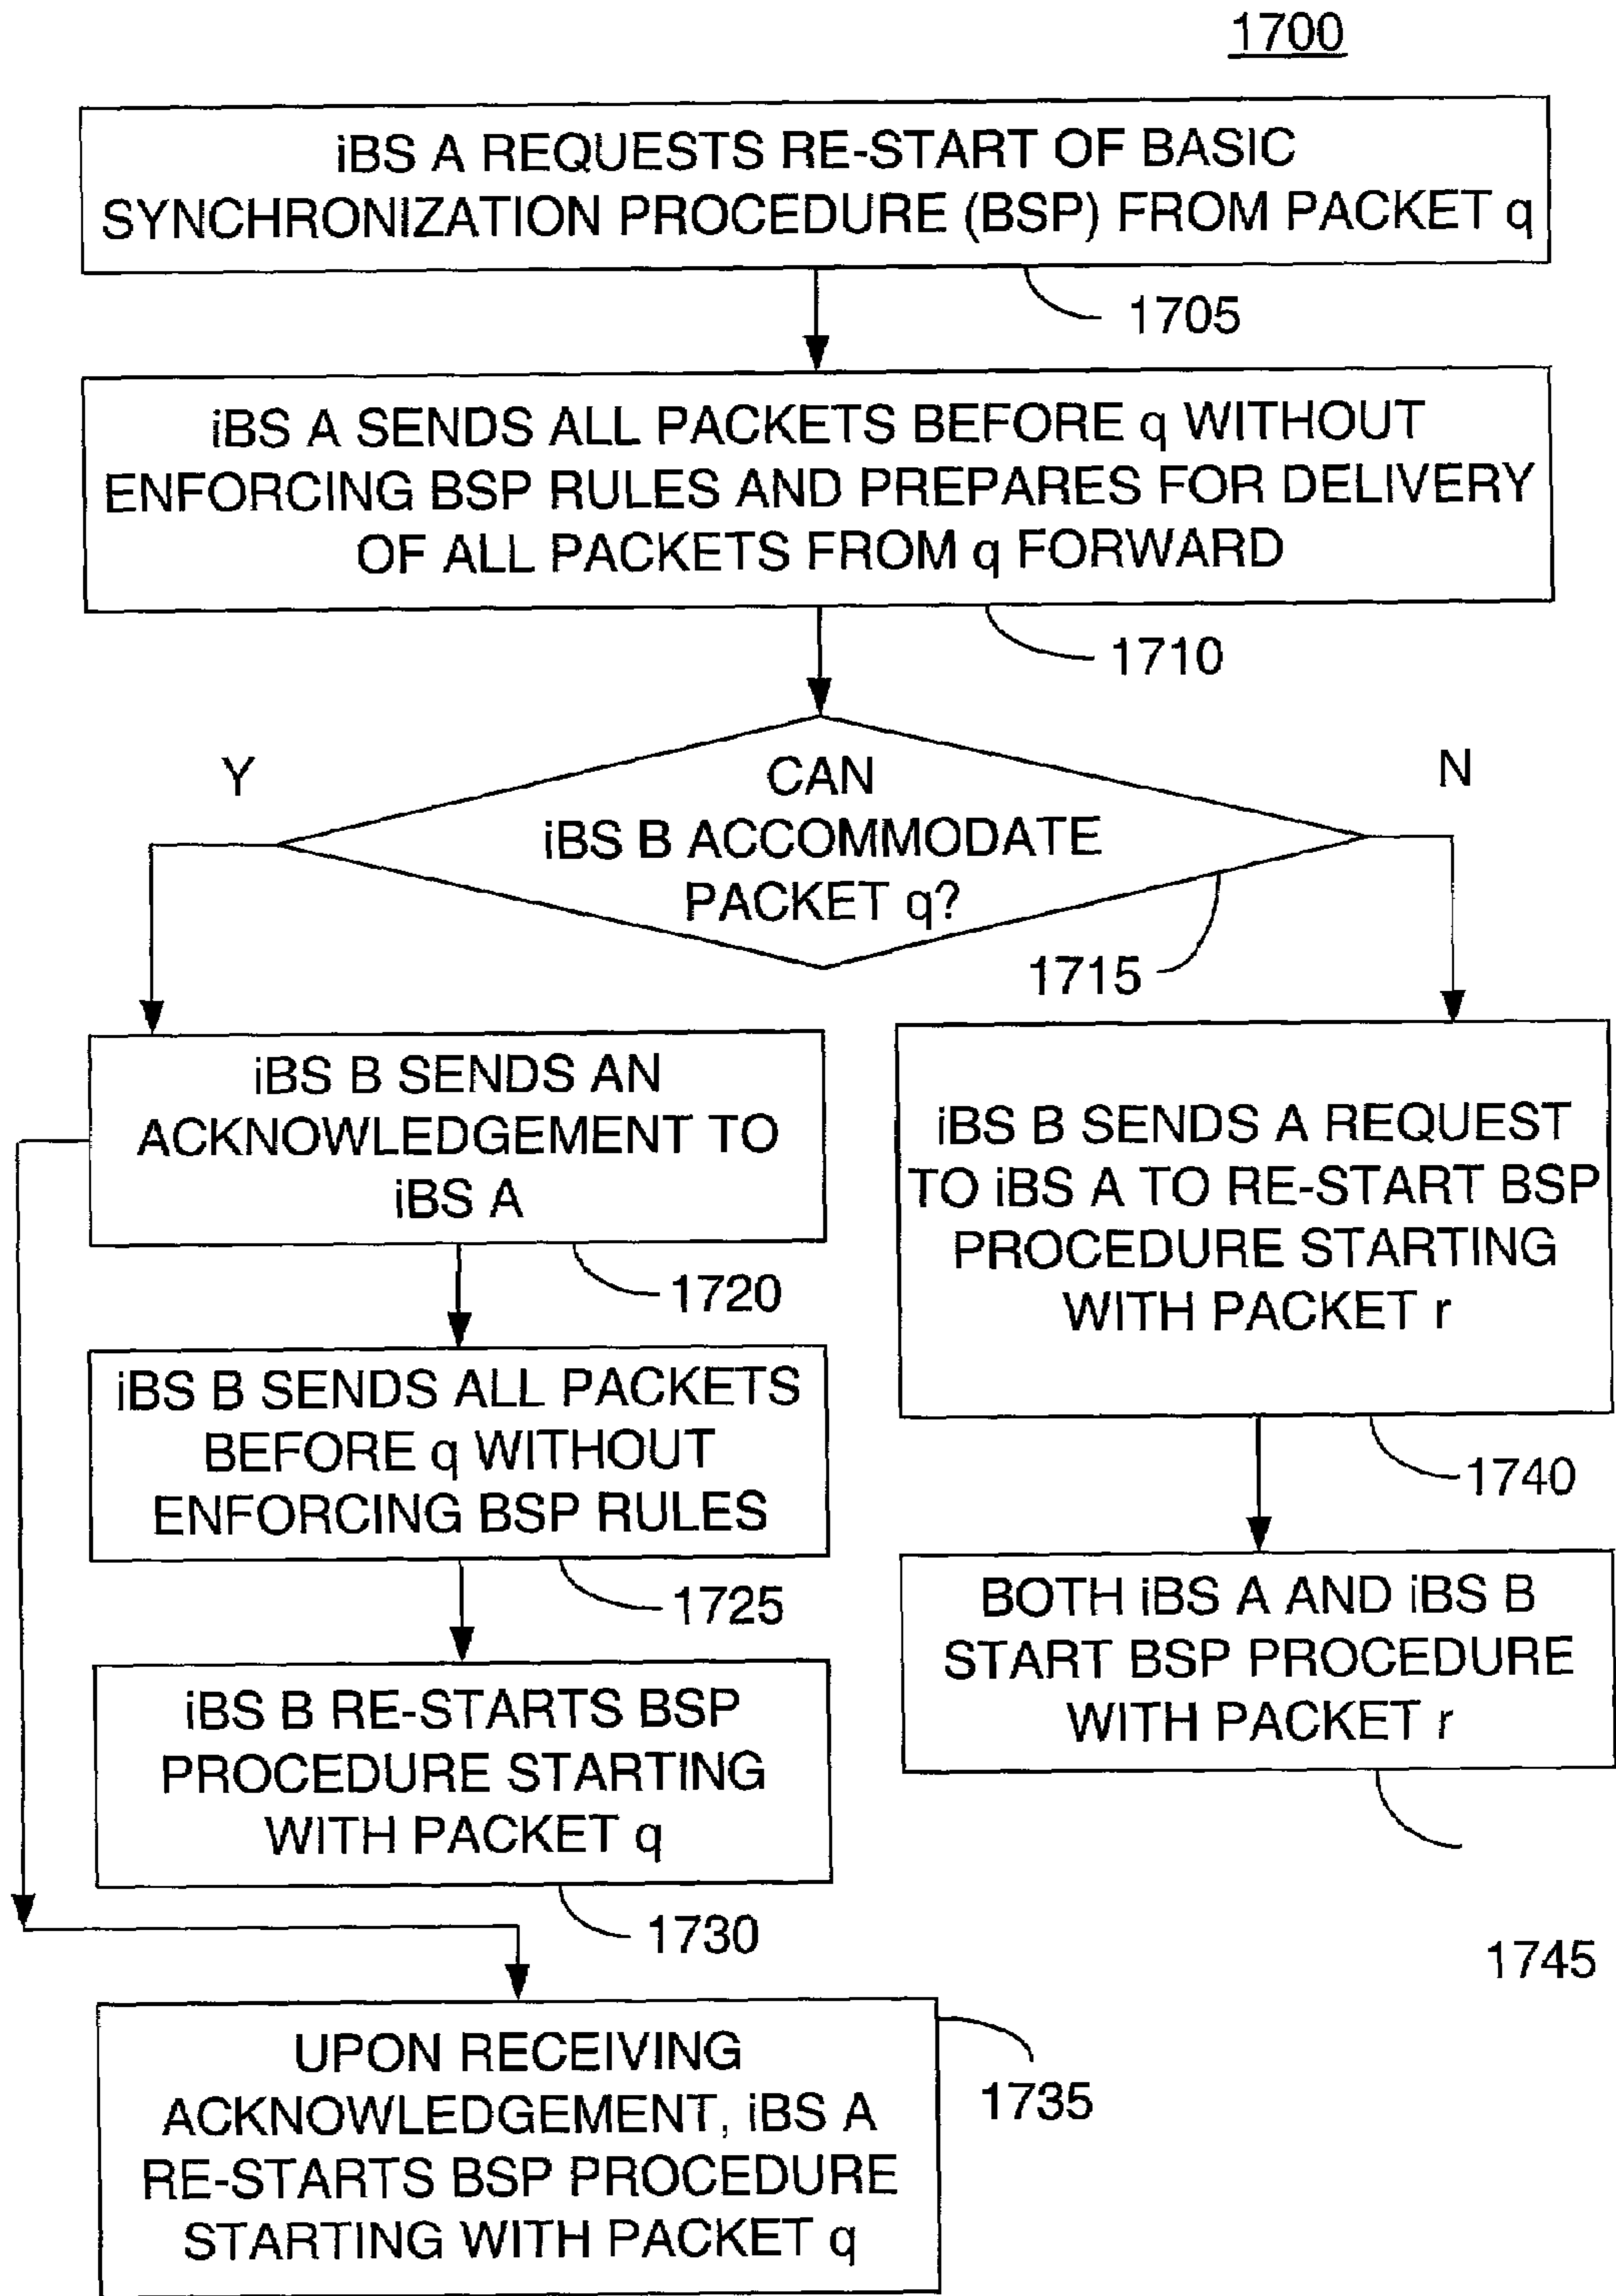 1700
iBS A REQUESTS RE-START OF BASIC
SYNCHRONIZATION PROCEDURE (BSP) FROM PACKET q
1705
iBS A SENDS ALL PACKETS BEFORE q WITHOUT
ENFORCING BSP RULES AND PREPARES FOR DELIVERY
OF ALL PACKETS FROM q FORWARD
1710
Y
N
CAN
iBS B ACCOMMODATE
PACKET q?
1715
iBS B SENDS AN
ACKNOWLEDGEMENT TO
iBS A
1720
iBS B SENDS ALL PACKETS
BEFORE q WITHOUT
ENFORCING BSP RULES
1725
iBS B RE-STARTS BSP
PROCEDURE STARTING
WITH PACKET q
1730
UPON RECEIVING
ACKNOWLEDGEMENT, iBS A
RE-STARTS BSP PROCEDURE
STARTING WITH PACKET q
1735
iBS B SENDS A REQUEST
TO iBS A TO RE-START BSP
PROCEDURE STARTING
WITH PACKET r
1740
BOTH iBS A AND iBS B
START BSP PROCEDURE
WITH PACKET r
1745